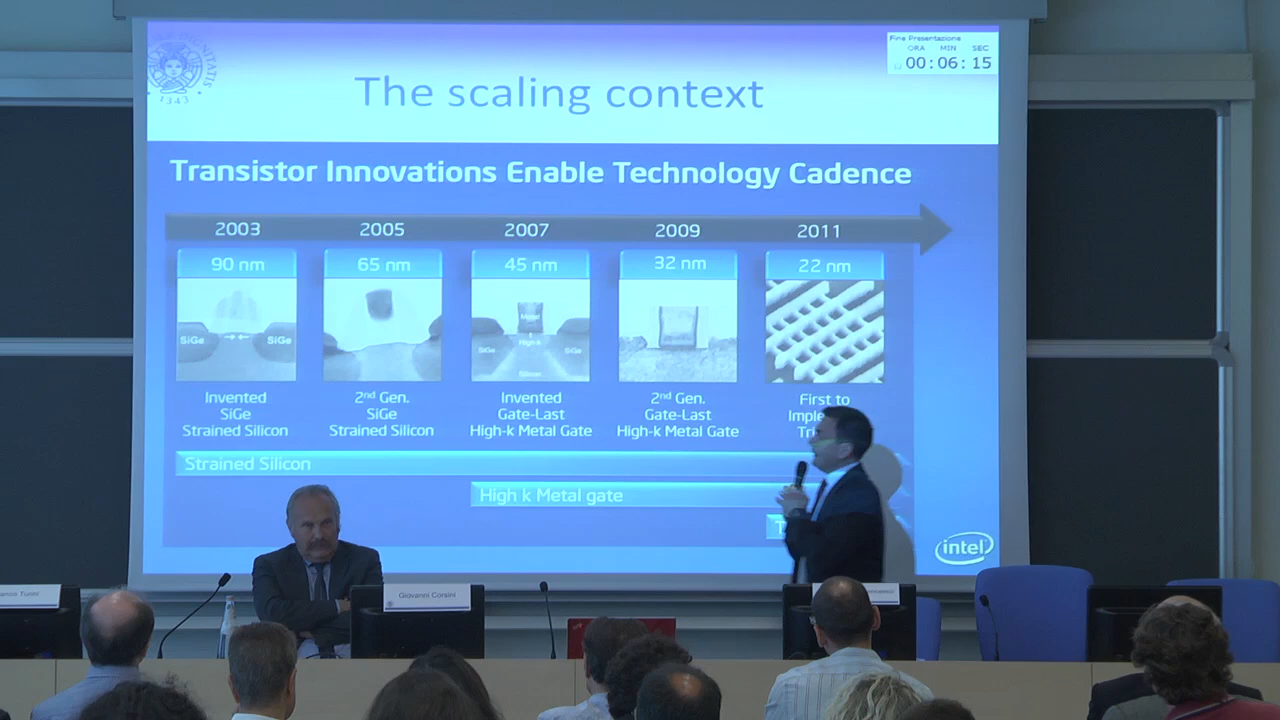 Fine Presentazione
ORA MIN SEC
00:06:15
DIGNITATIS
1343
The scaling context
Transistor Innovations Enable Technology Cadence
2003 2005 2007 2009 2011
90 nm 65 nm 45 nm 32 nm 22 nm
SiGe SiGe
Metal
High-k
SiGe SiGe
Silicon
Invented
SiGe
Strained Silicon
2nd Gen.
SiGe
Strained Silicon
Invented
Gate-Last
High-k Metal Gate
2nd Gen.
Gate-Last
High-k Metal Gate
First to
Strained Silicon
High k Metal gate
intel
Turini
Giovanni Corsini